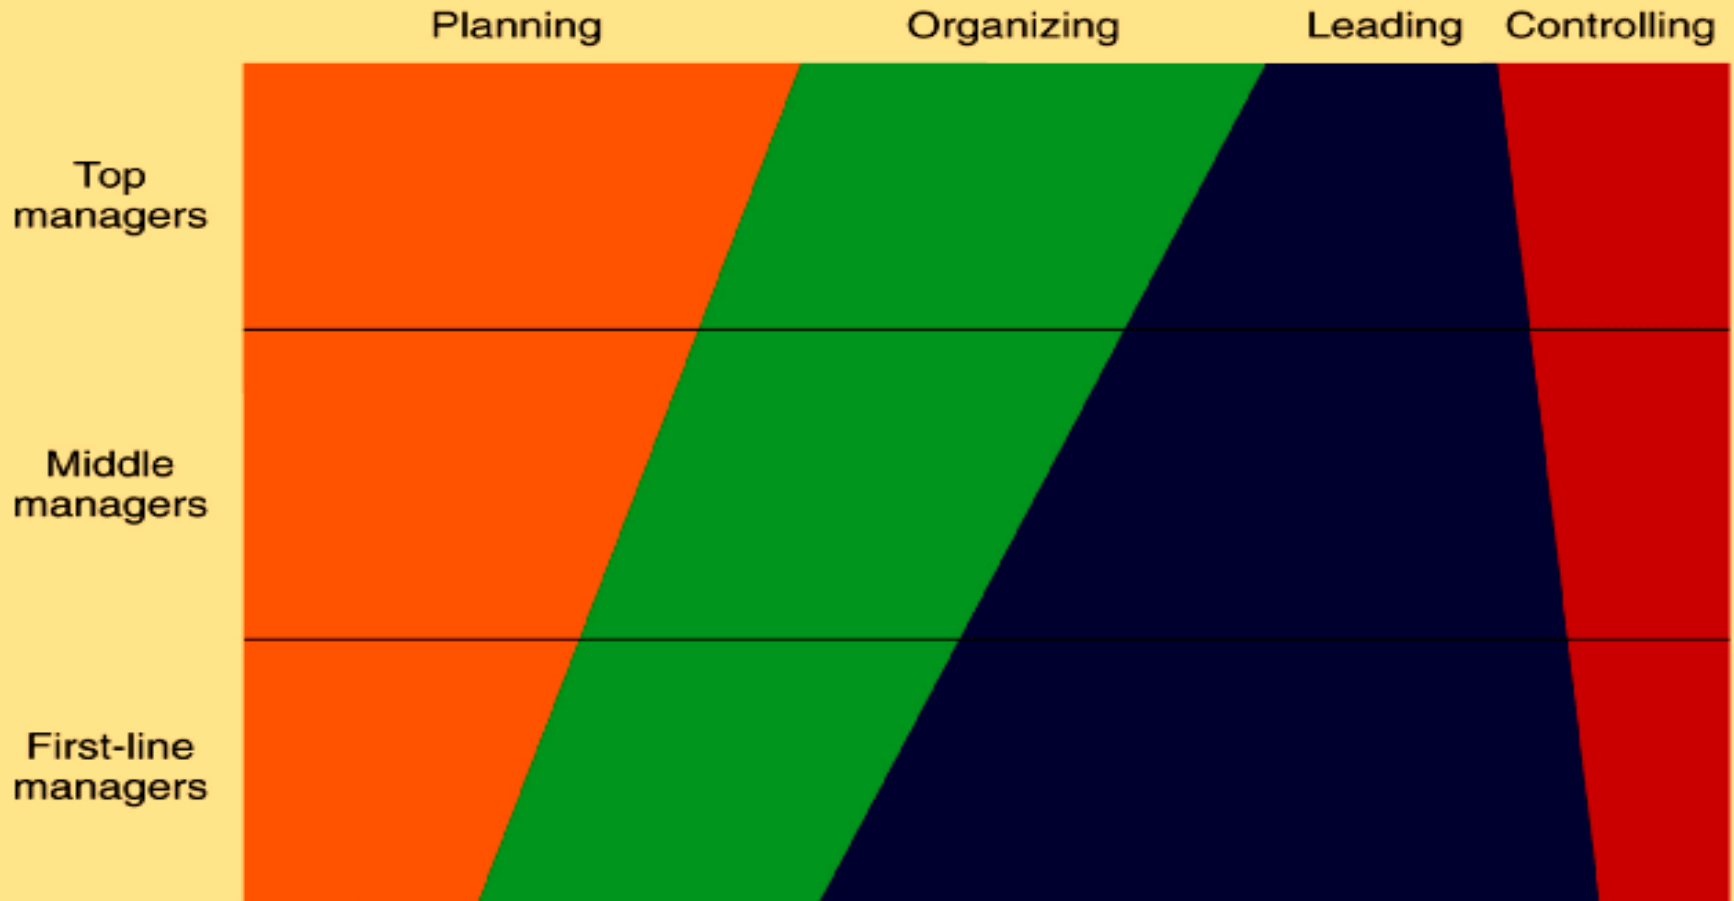 Planning Organizing Leading Controlling
Top
managers
Middle
managers
First-line
managers